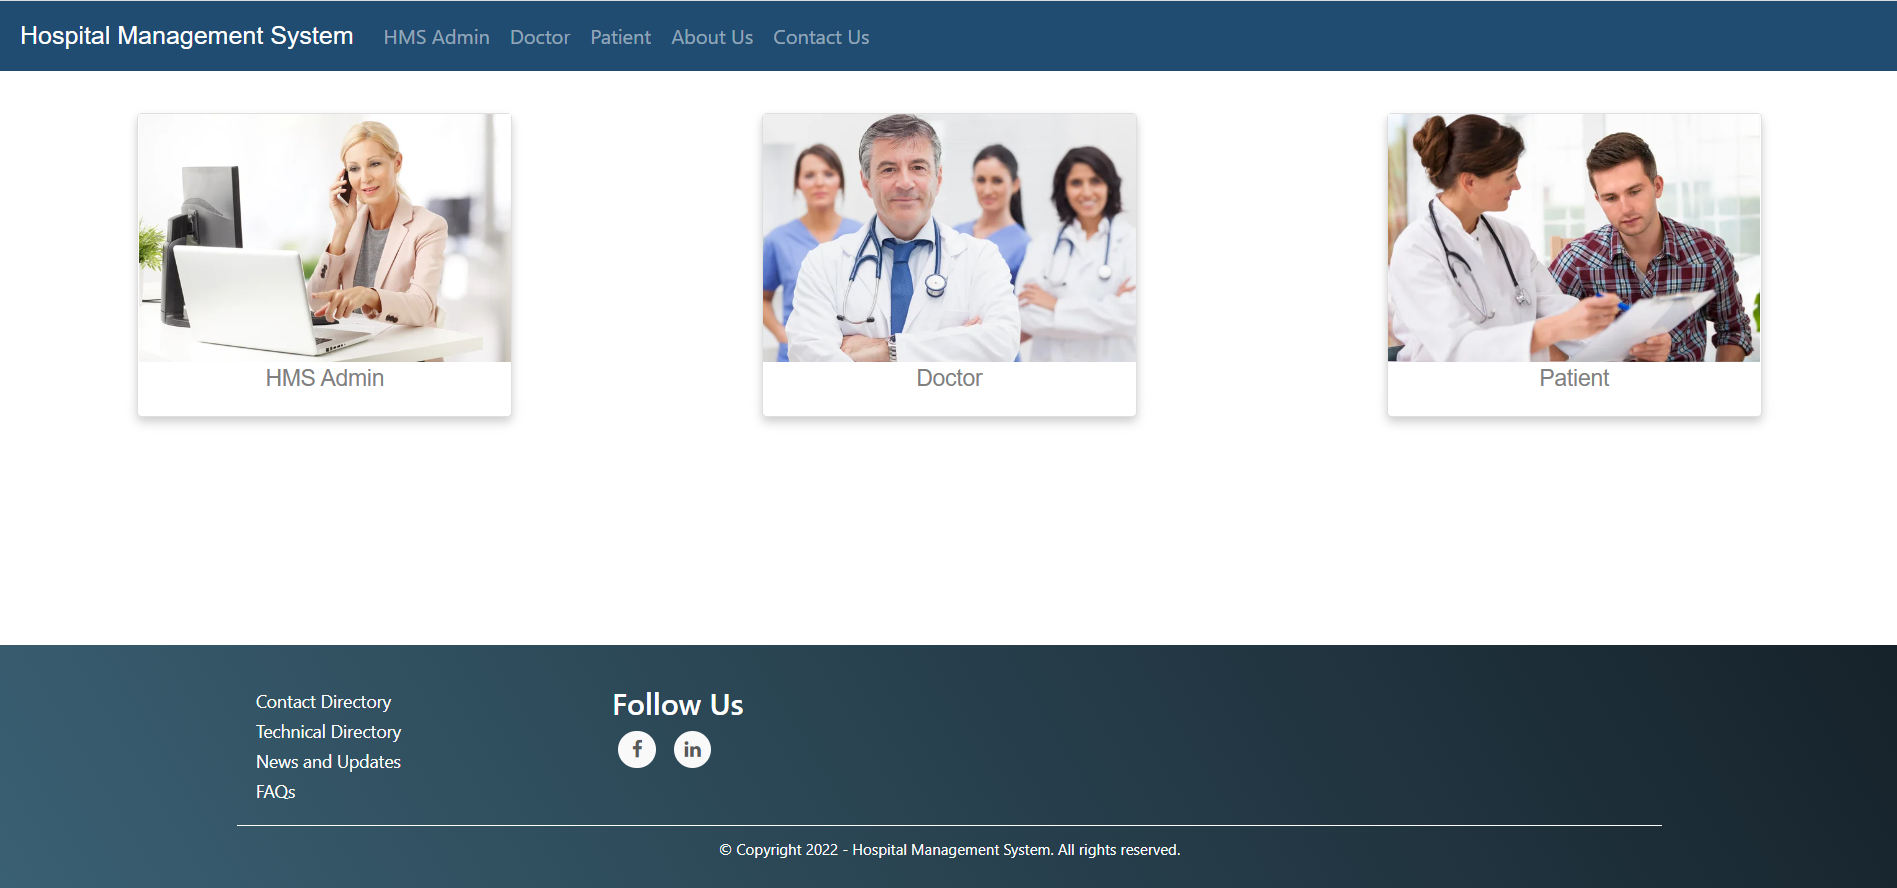 Hospital Management System HMS Admin Doctor Patient About Us Contact Us
HMS Admin
Doctor
Patient
Contact Directory
Technical Directory
News and Updates
FAQs
Follow Us
f in
© Copyright 2022 - Hospital Management System. All rights reserved.